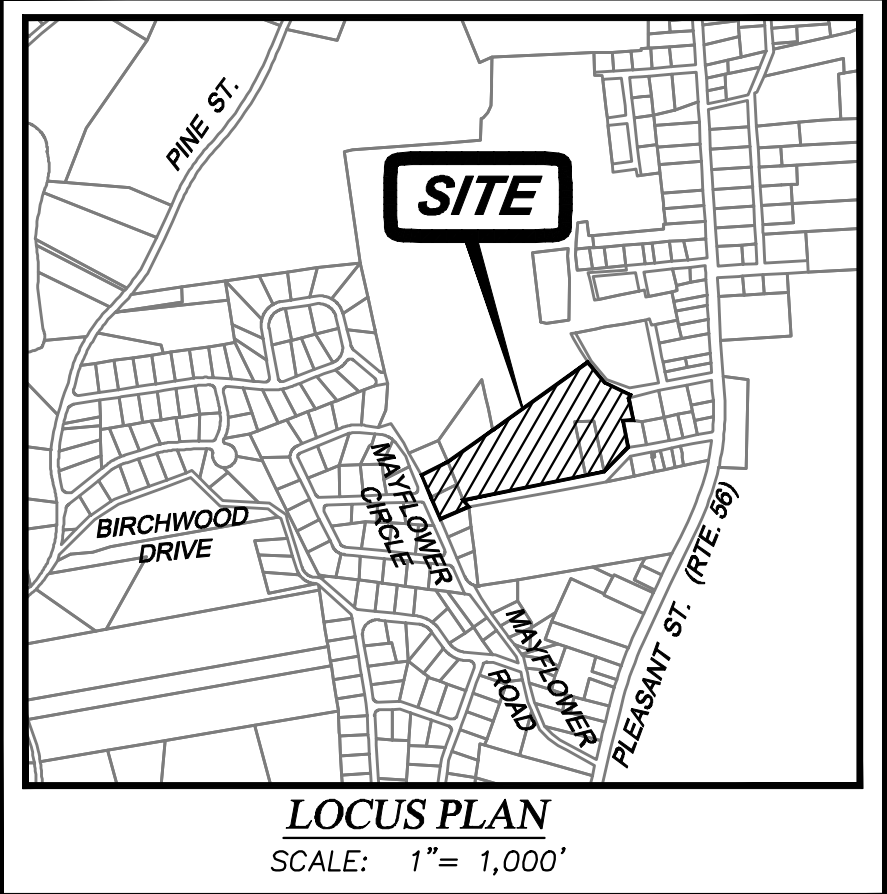 PINE ST.
SITE
MAYFLOWER
CIRCLE
BIRCHWOOD
DRIVE
PLEASANT ST. (RTE. 56)
MAYFLOWER
ROAD
LOCUS PLAN
SCALE: 1"= 1,000'